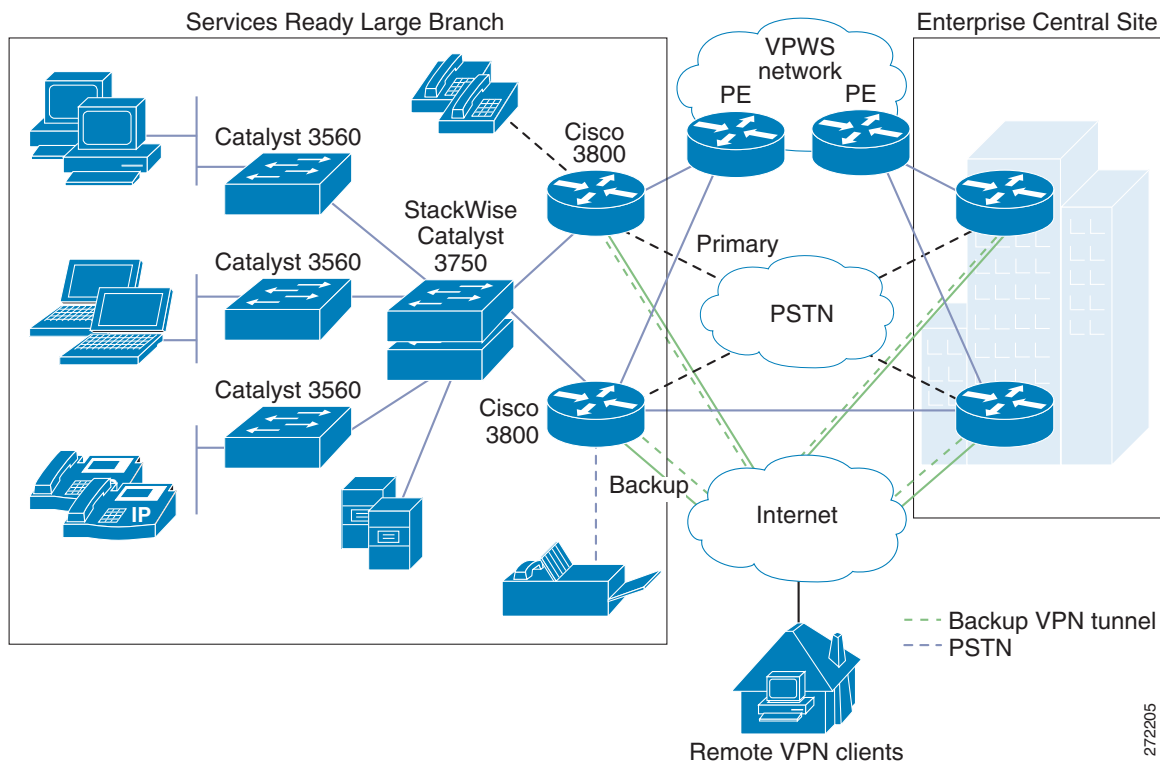 Services Ready Large Branch
Enterprise Central Site
VPWS
network
PE
PE
Catalyst 3560
Cisco
3800
StackWise
Catalyst
3750
Primary
Catalyst 3560
PSTN
Catalyst 3560
Cisco
3800
Backup
Internet
IP
Backup VPN tunnel
PSTN
Remote VPN clients
272205